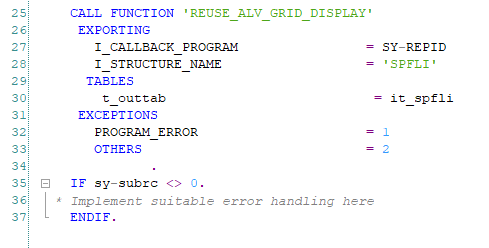 25 CALL FUNCTION 'REUSE_ALV_GRID_DISPLAY'
26 EXPORTING
27 I_CALLBACK_PROGRAM = SY-REPID
28 I_STRUCTURE_NAME = 'SPFLI'
29 TABLES
30 t_outtab = it_spfli
31 EXCEPTIONS
32 PROGRAM_ERROR = 1
33 OTHERS = 2
34 .
35 IF sy-subrc <> 0.
36 * Implement suitable error handling here
37 ENDIF.